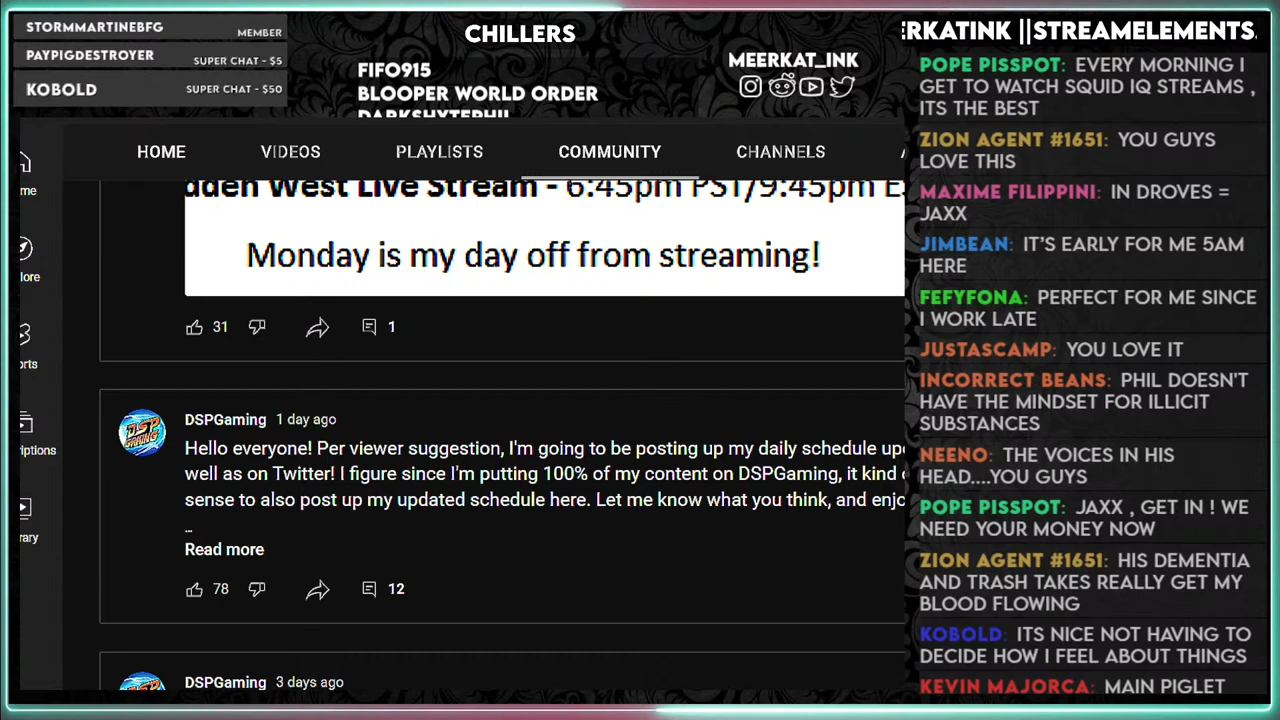 STORMMARTINEBFG MEMBER
PAYPIGDESTROYER SUPER CHAT - $5
KOBOLD SUPER CHAT - $50
CHILLERS
FIFO915
BLOOPER WORLD ORDER
DARKSHYTEPHIL
MEERKAT_INK
ERKATINK ||STREAMELEMENTS.
HOME VIDEOS PLAYLISTS COMMUNITY CHANNELS
dden West Live Stream - 6:45pm PST/9:45pm E
Monday is my day off from streaming!
31 1
DSPGaming 1 day ago
Hello everyone! Per viewer suggestion, I'm going to be posting up my daily schedule up
well as on Twitter! I figure since I'm putting 100% of my content on DSPGaming, it kind
sense to also post up my updated schedule here. Let me know what you think, and enjo
...
Read more
78 12
DSPGaming 3 days ago
me
lore
rts
iptions
rary
POPE PISSPOT: EVERY MORNING I
GET TO WATCH SQUID IQ STREAMS ,
ITS THE BEST
ZION AGENT #1651: YOU GUYS
LOVE THIS
MAXIME FILIPPINI: IN DROVES =
JAXX
JIMBEAN: IT'S EARLY FOR ME 5AM
HERE
FEFYFONA: PERFECT FOR ME SINCE
I WORK LATE
JUSTASCAMP: YOU LOVE IT
INCORRECT BEANS: PHIL DOESN'T
HAVE THE MINDSET FOR ILLICIT
SUBSTANCES
NEENO: THE VOICES IN HIS
HEAD....YOU GUYS
POPE PISSPOT: JAXX , GET IN ! WE
NEED YOUR MONEY NOW
ZION AGENT #1651: HIS DEMENTIA
AND TRASH TAKES REALLY GET MY
BLOOD FLOWING
KOBOLD: ITS NICE NOT HAVING TO
DECIDE HOW I FEEL ABOUT THINGS
KEVIN MAJORCA: MAIN PIGLET